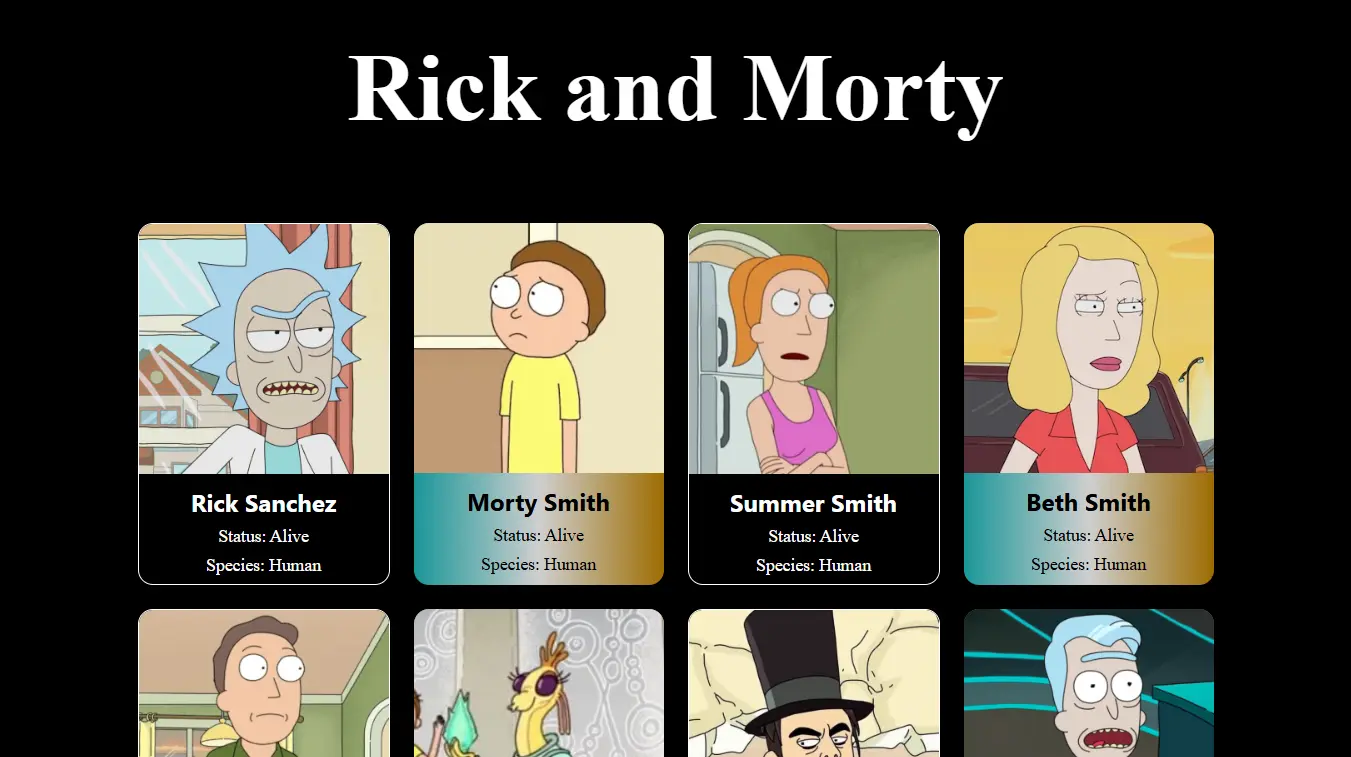 Rick and Morty
Rick Sanchez
Status: Alive
Species: Human
Morty Smith
Status: Alive
Species: Human
Summer Smith
Status: Alive
Species: Human
Beth Smith
Status: Alive
Species: Human